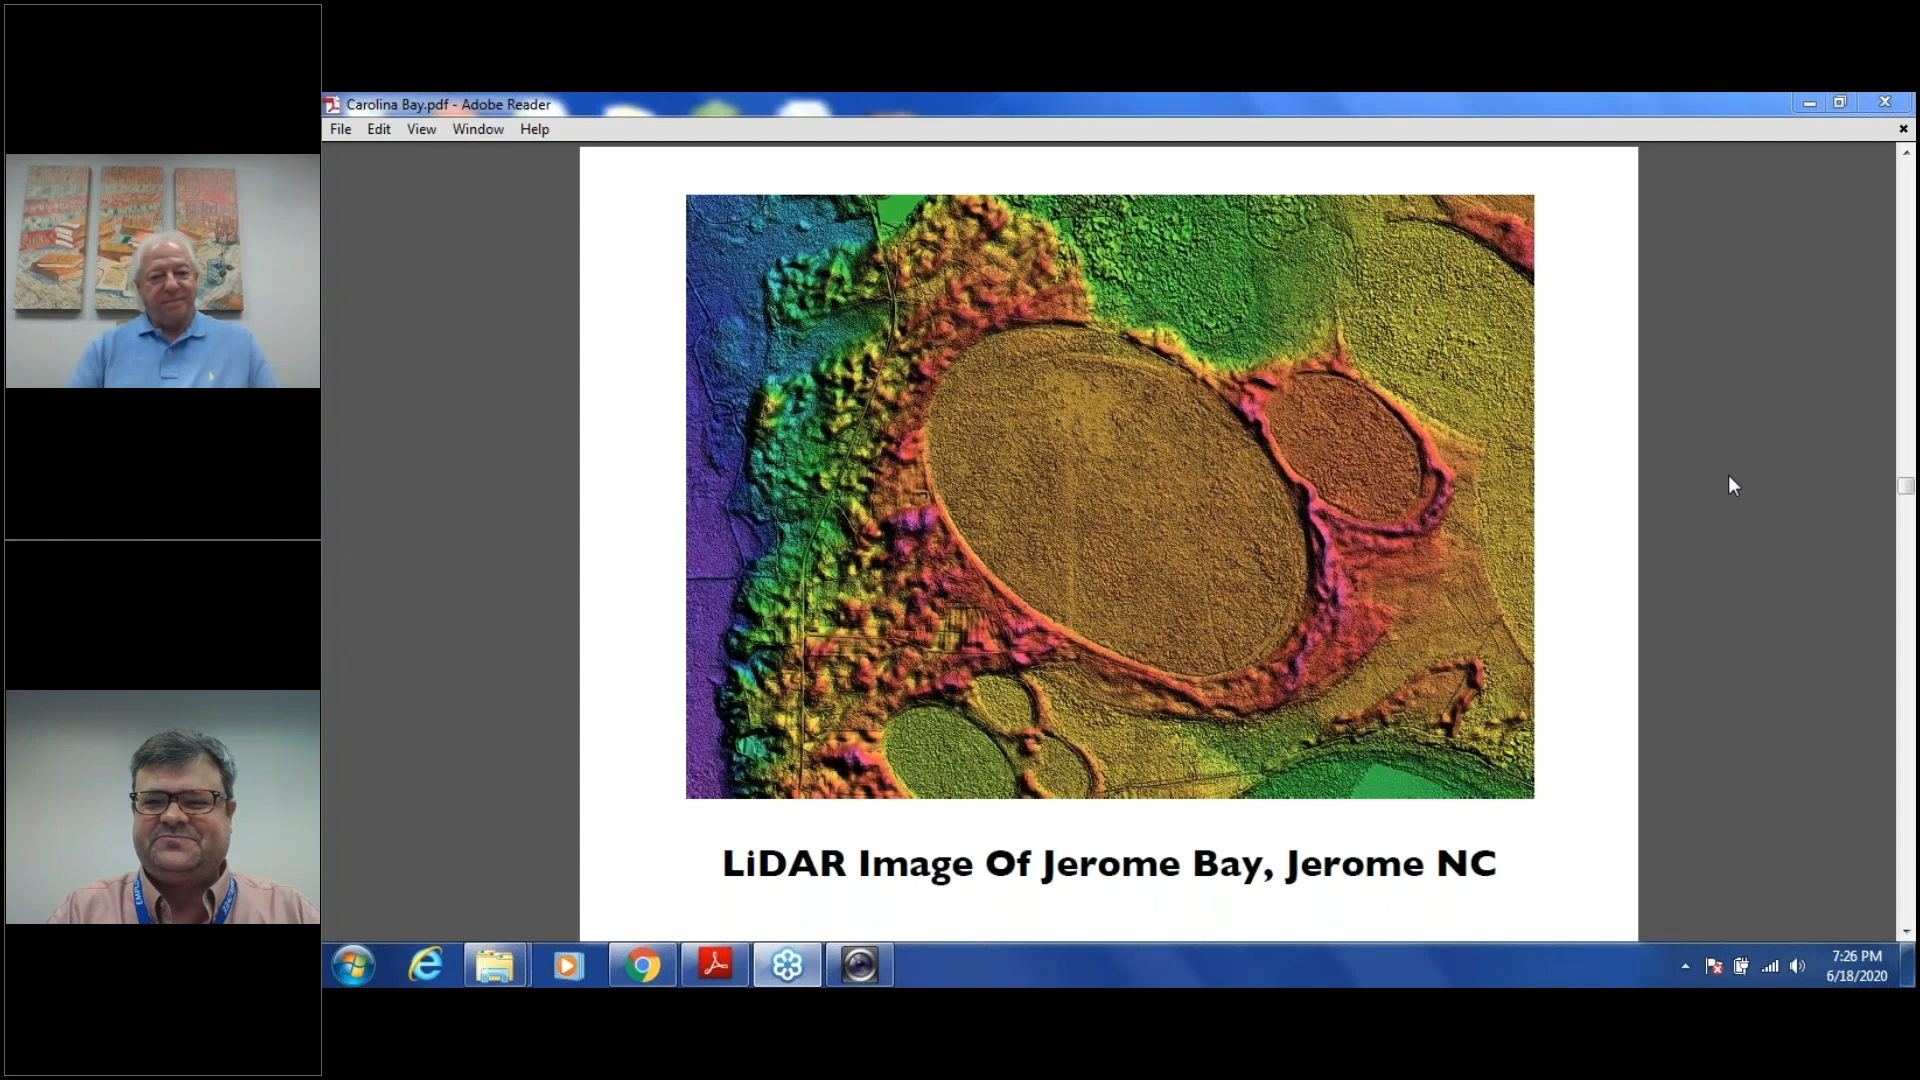 Carolina Bay.pdf - Adobe Reader
File Edit View Window Help
LiDAR Image Of Jerome Bay, Jerome NC
7:26 PM
6/18/2020